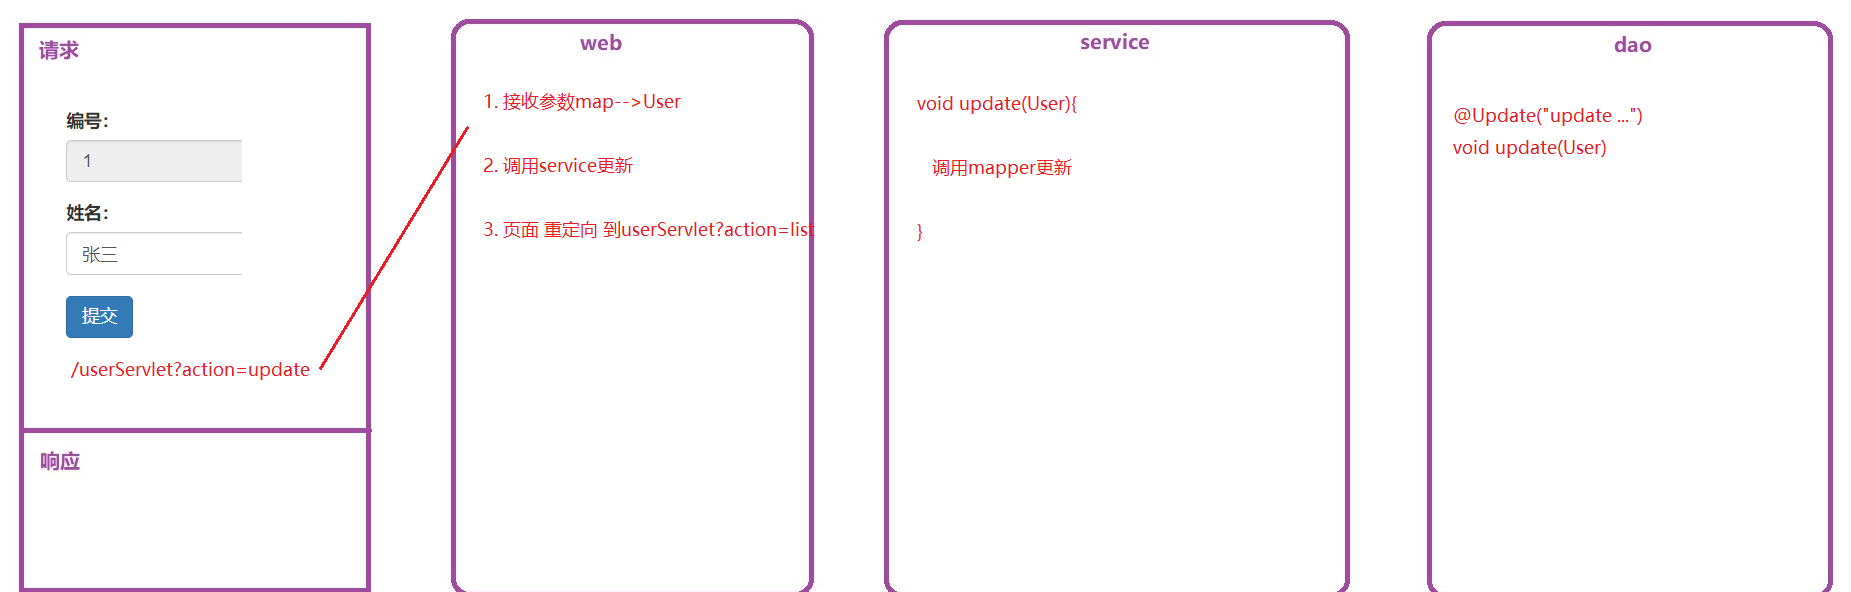 请求
编号：
1
姓名：
张三
提交
/userServlet?action=update
响应
web
1. 接收参数map-->User
2. 调用service更新
3. 页面 重定向 到userServlet?action=list
service
void update(User){
调用mapper更新
}
dao
@Update("update ...")
void update(User)